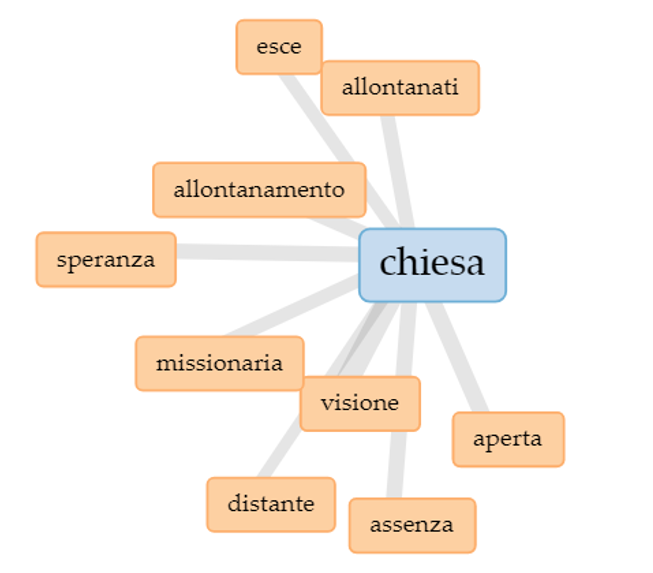 esce
allontanati
allontanamento
speranza
chiesa
missionaria
visione
aperta
distante
assenza